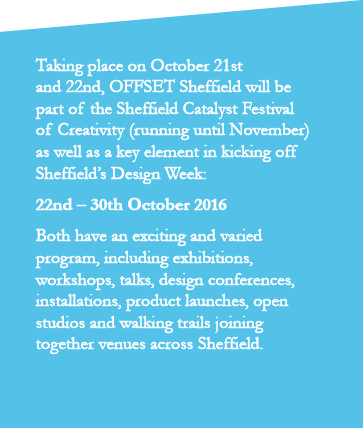 Taking place on October 21st
and 22nd, OFFSET Sheffield will be
part of the Sheffield Catalyst Festival
of Creativity (running until November)
as well as a key element in kicking off
Sheffield’s Design Week:
22nd – 30th October 2016
Both have an exciting and varied
program, including exhibitions,
workshops, talks, design conferences,
installations, product launches, open
studios and walking trails joining
together venues across Sheffield.